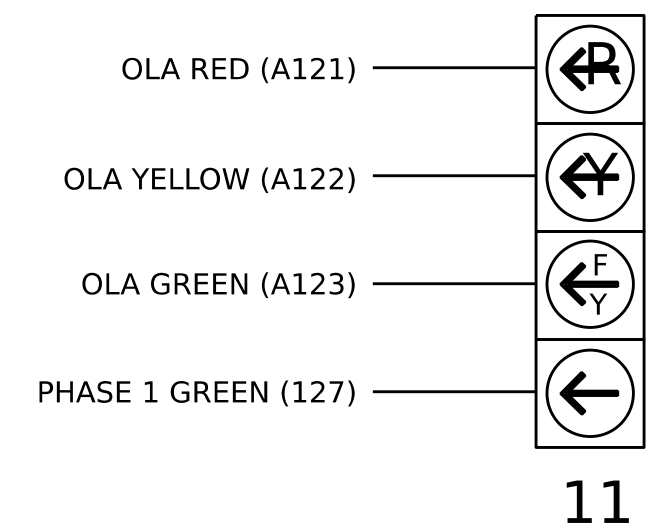 OLA RED (A121)
R
OLA YELLOW (A122)
Y
OLA GREEN (A123)
F
Y
PHASE 1 GREEN (127)
11